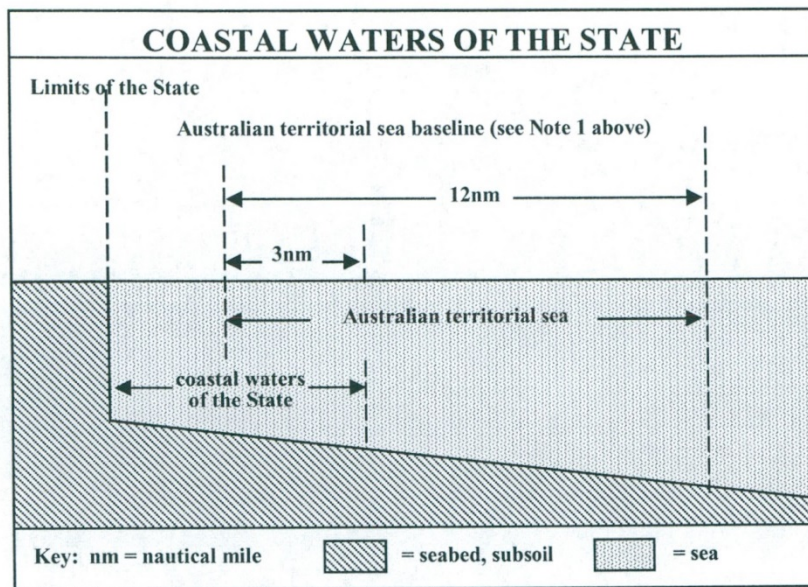 COASTAL WATERS OF THE STATE
Limits of the State
Australian territorial sea baseline (see Note 1 above)
12nm
3nm
Australian territorial sea
coastal waters
of the State
Key: nm = nautical mile = seabed, subsoil = sea